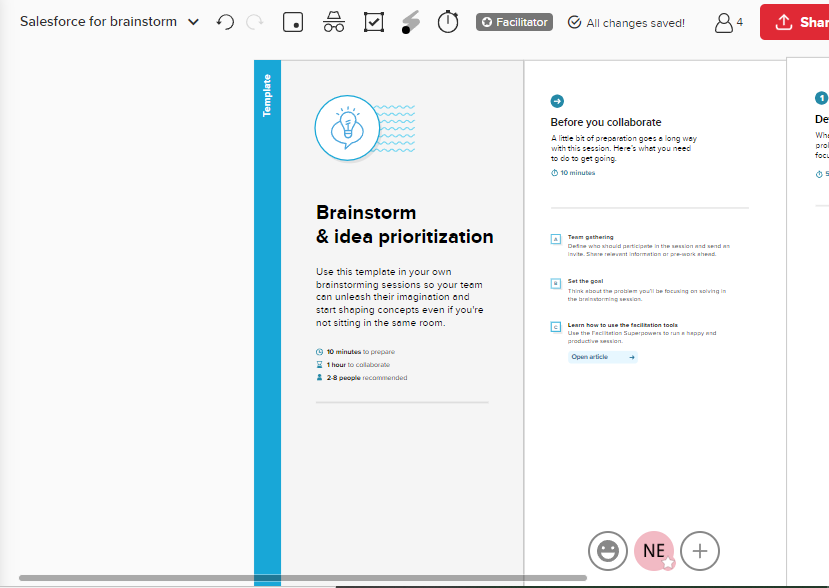 Salesforce for brainstorm
Facilitator
All changes saved!
4
Shar
Template
Brainstorm
& idea prioritization
Use this template in your own
brainstorming sessions so your team
can unleash their imagination and
start shaping concepts even if you're
not sitting in the same room.
10 minutes to prepare
1 hour to collaborate
2-8 people recommended
Before you collaborate
A little bit of preparation goes a long way
with this session. Here's what you need
to do to get going.
10 minutes
A
Team gathering
Define who should participate in the session and send an
invite. Share relevant information or pre-work ahead.
B
Set the goal
Think about the problem you'll be focusing on solving in
the brainstorming session.
C
Learn how to use the facilitation tools
Use the Facilitation Superpowers to run a happy and
productive session.
Open article
1
De
Wha
prol
focu
5
NE